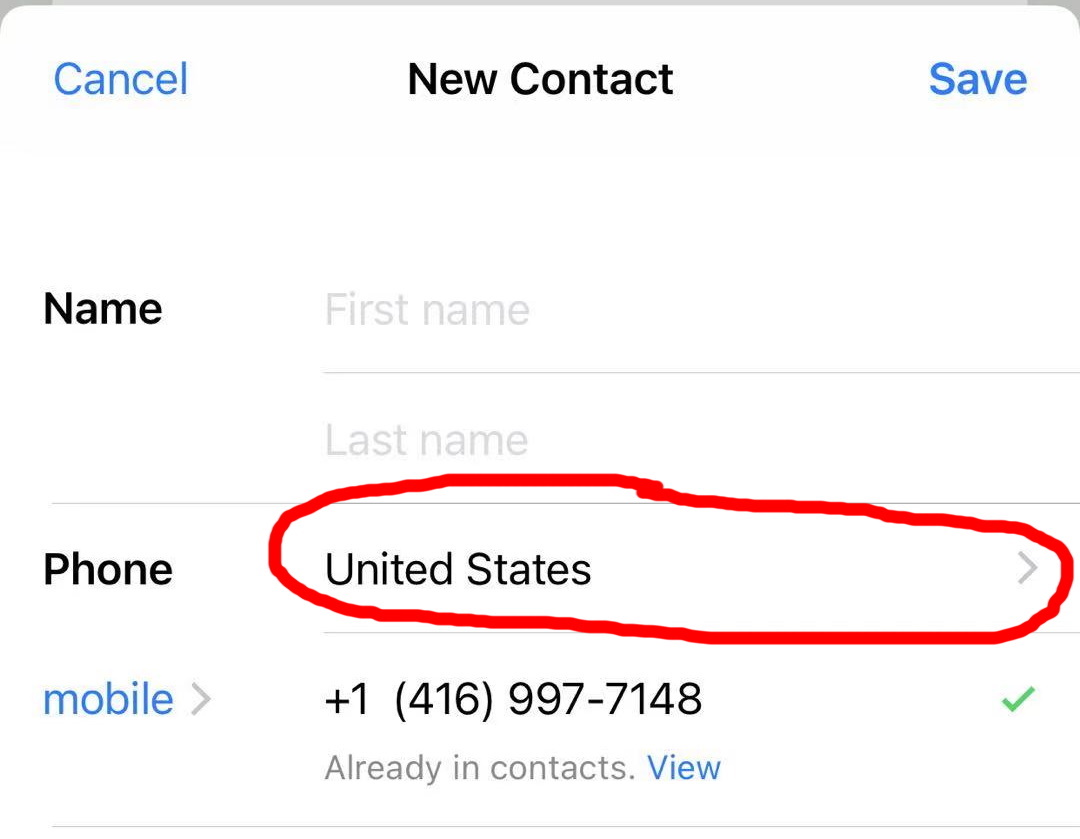 Cancel New Contact Save
Name First name
Last name
Phone United States
mobile +1 (416) 997-7148
Already in contacts. View